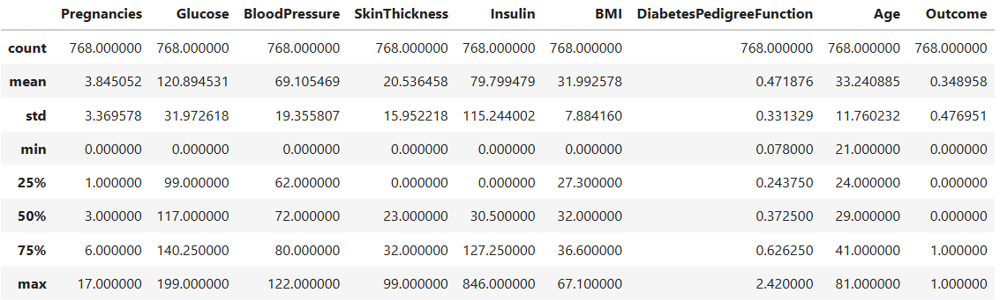 Pregnancies Glucose BloodPressure SkinThickness Insulin BMI DiabetesPedigreeFunction Age Outcome
count 768.000000 768.000000 768.000000 768.000000 768.000000 768.000000 768.000000 768.000000 768.000000
mean 3.845052 120.894531 69.105469 20.536458 79.799479 31.992578 0.471876 33.240885 0.348958
std 3.369578 31.972618 19.355807 15.952218 115.244002 7.884160 0.331329 11.760232 0.476951
min 0.000000 0.000000 0.000000 0.000000 0.000000 0.000000 0.078000 21.000000 0.000000
25% 1.000000 99.000000 62.000000 0.000000 0.000000 27.300000 0.243750 24.000000 0.000000
50% 3.000000 117.000000 72.000000 23.000000 30.500000 32.000000 0.372500 29.000000 0.000000
75% 6.000000 140.250000 80.000000 32.000000 127.250000 36.600000 0.626250 41.000000 1.000000
max 17.000000 199.000000 122.000000 99.000000 846.000000 67.100000 2.420000 81.000000 1.000000